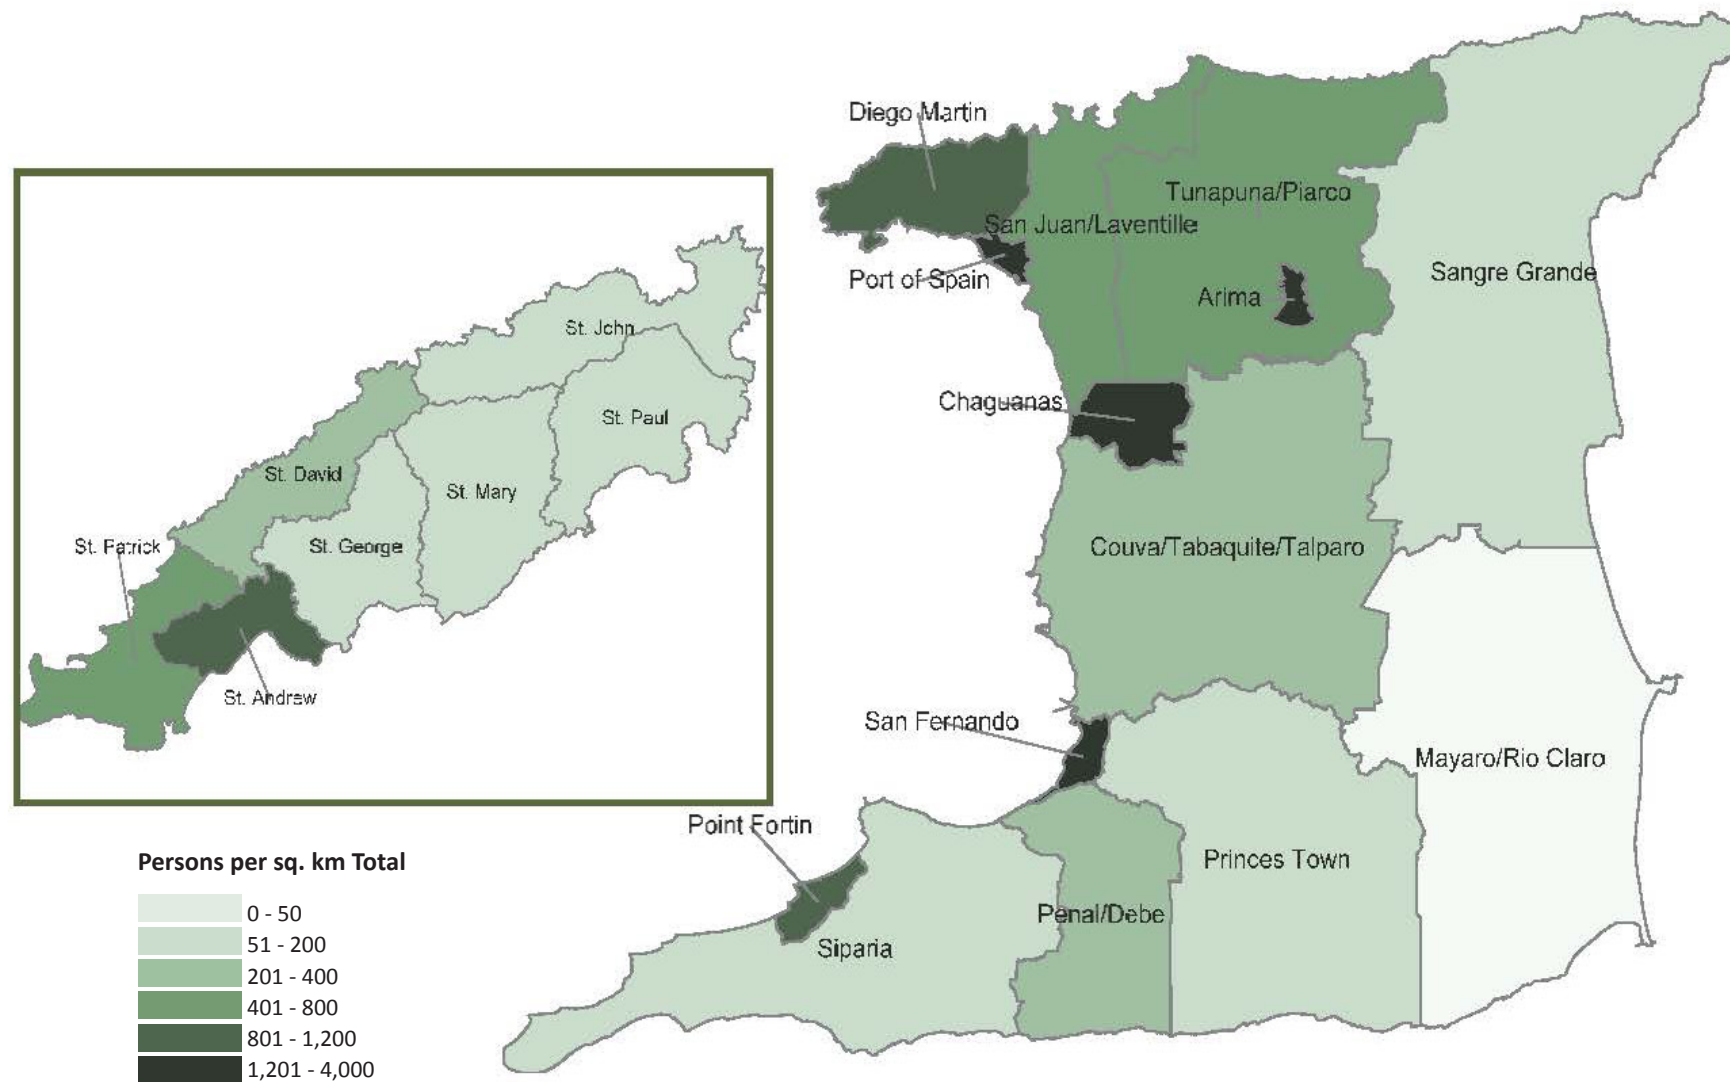 Diego Martin
Tunapuna/Piarco
San Juan/Laventille
Port of Spain
Arima
Sangre Grande
Chaguanas
Couva/Tabaquite/Talparo
San Fernando
Mayaro/Rio Claro
Point Fortin
Princes Town
Penal/Debe
Siparia
St. John
St. Paul
St. David
St. Mary
St. George
St. Patrick
St. Andrew
Persons per sq. km Total
0 - 50
51 - 200
201 - 400
401 - 800
801 - 1,200
1,201 - 4,000